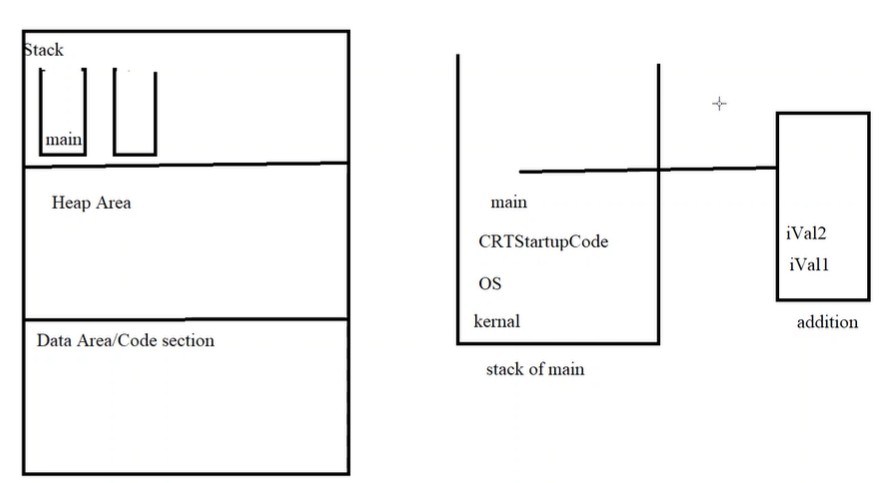 Stack
main
Heap Area
Data Area/Code section
main
CRTStartupCode
OS
kernal
stack of main
iVal2
iVal1
addition